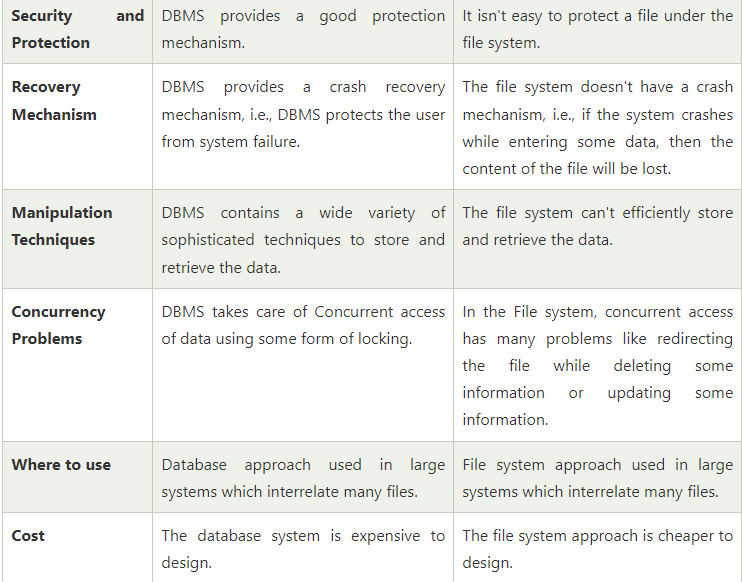 Security and
Protection
DBMS provides a good protection
mechanism.
It isn't easy to protect a file under the
file system.
Recovery
Mechanism
DBMS provides a crash recovery
mechanism, i.e., DBMS protects the user
from system failure.
The file system doesn't have a crash
mechanism, i.e., if the system crashes
while entering some data, then the
content of the file will be lost.
Manipulation
Techniques
DBMS contains a wide variety of
sophisticated techniques to store and
retrieve the data.
The file system can't efficiently store
and retrieve the data.
Concurrency
Problems
DBMS takes care of Concurrent access
of data using some form of locking.
In the File system, concurrent access
has many problems like redirecting
the file while deleting some
information or updating some
information.
Where to use
Database approach used in large
systems which interrelate many files.
File system approach used in large
systems which interrelate many files.
Cost
The database system is expensive to
design.
The file system approach is cheaper to
design.